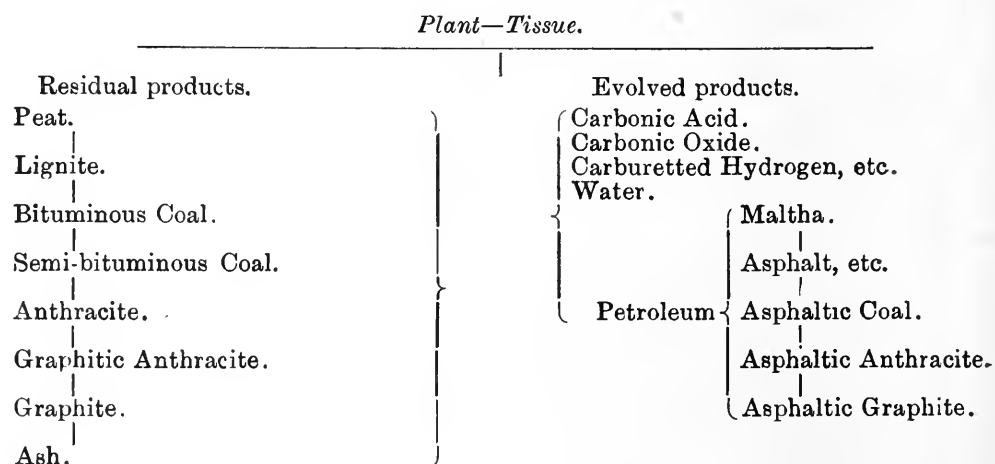 Plant—Tissue.
Residual products.
Peat.
Lignite.
Bituminous Coal.
Semi-bituminous Coal.
Anthracite.
Graphitic Anthracite.
Graphite.
Ash.
Evolved products.
Carbonic Acid.
Carbonic Oxide.
Carburetted Hydrogen, etc.
Water.
Petroleum
Maltha.
Asphalt, etc.
Asphaltic Coal.
Asphaltic Anthracite.
Asphaltic Graphite.